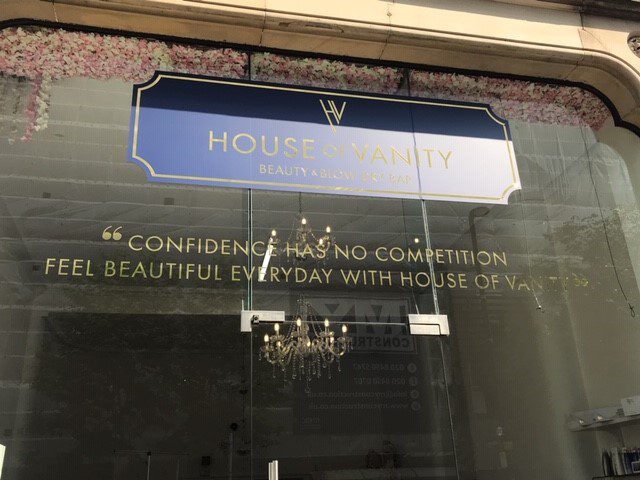 HV
HOUSE OF VANITY
BEAUTY & BLOW DRY BAR
“ CONFIDENCE HAS NO COMPETITION
FEEL BEAUTIFUL EVERYDAY WITH HOUSE OF VANITY ”
CONSTRUCTION